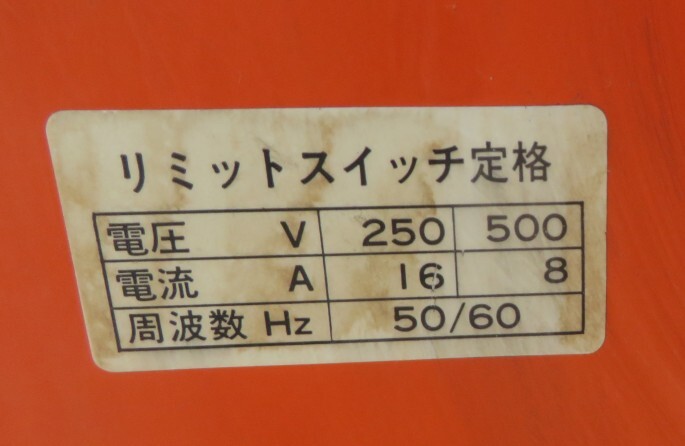 リミットスイッチ定格
電圧 V 250 500
電流 A 16 8
周波数 Hz 50/60